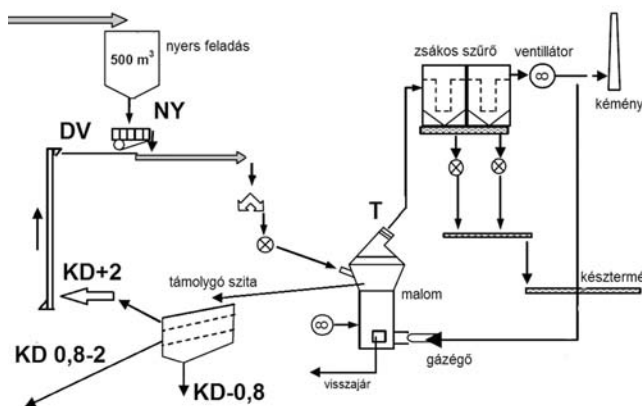 nyers feladás
500 m³
NY
DV
zsákos szűrő
ventillátor
kémény
T
KD+2
támolygó szita
malom
késztermé
KD 0,8-2
KD-0,8
gázégő
visszajár